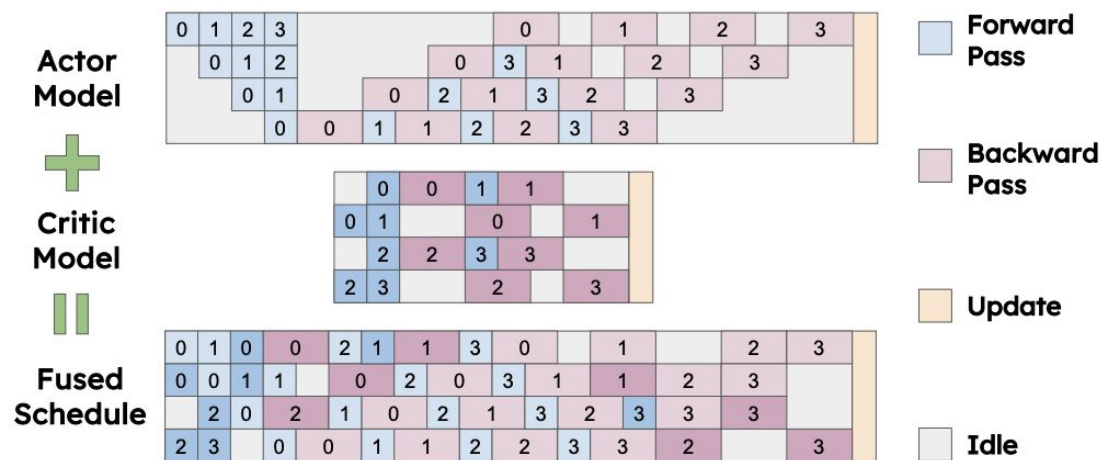 Actor
Model
Critic
Model
Fused
Schedule
0 1 2 3 0 1 2 3
0 1 2 0 3 1 2 3
0 1 0 2 1 3 2 3
0 0 1 1 2 2 3 3
0 0 1 1
0 1 0 1
2 2 3 3
2 3 2 3
0 1 0 0 2 1 1 3 0 1 2 3
0 0 1 1 0 2 0 3 1 1 2 3
2 0 2 1 0 2 1 3 2 3 3 3
2 3 0 0 1 1 2 2 3 3 2 3
Forward
Pass
Backward
Pass
Update
Idle